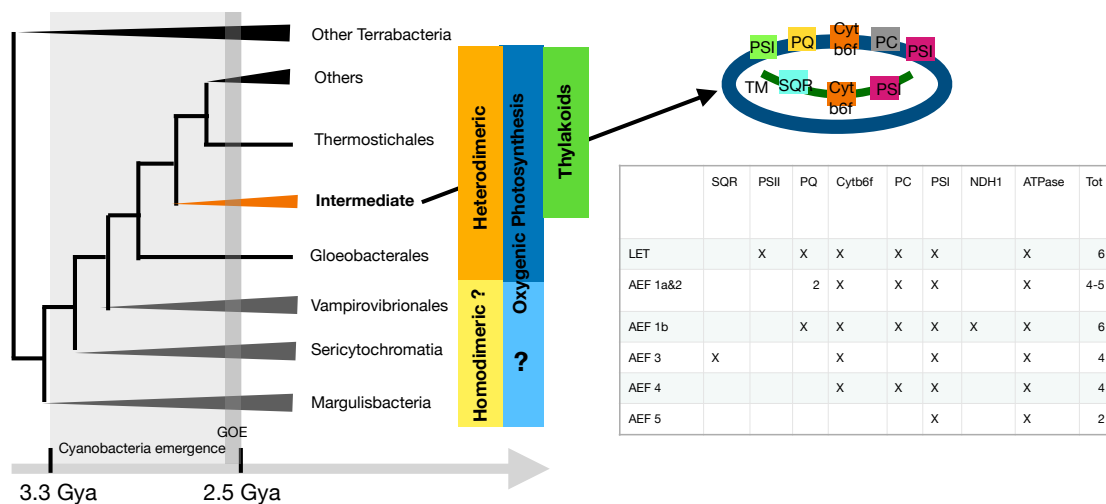 Other Terrabacteria
Others
Thermostichales
Intermediate
Gloeobacterales
Vampirovibrionales
Sericytochromatia
Margulisbacteria
GOE
Cyanobacteria emergence
3.3 Gya
2.5 Gya
Heterodimeric
Homodimeric ?
Oxygenic Photosynthesis
?
Thylakoids
PSI
PQ
Cyt
b6f
PC
PSI
TM
SQR
Cyt
b6f
PSI
SQR PSII PQ Cytb6f PC PSI NDH1 ATPase Tot
LET X X X X X X 6
AEF 1a&2 2 X X X X 4-5
AEF 1b X X X X X X 6
AEF 3 X X X X 4
AEF 4 X X X X 4
AEF 5 X X 2